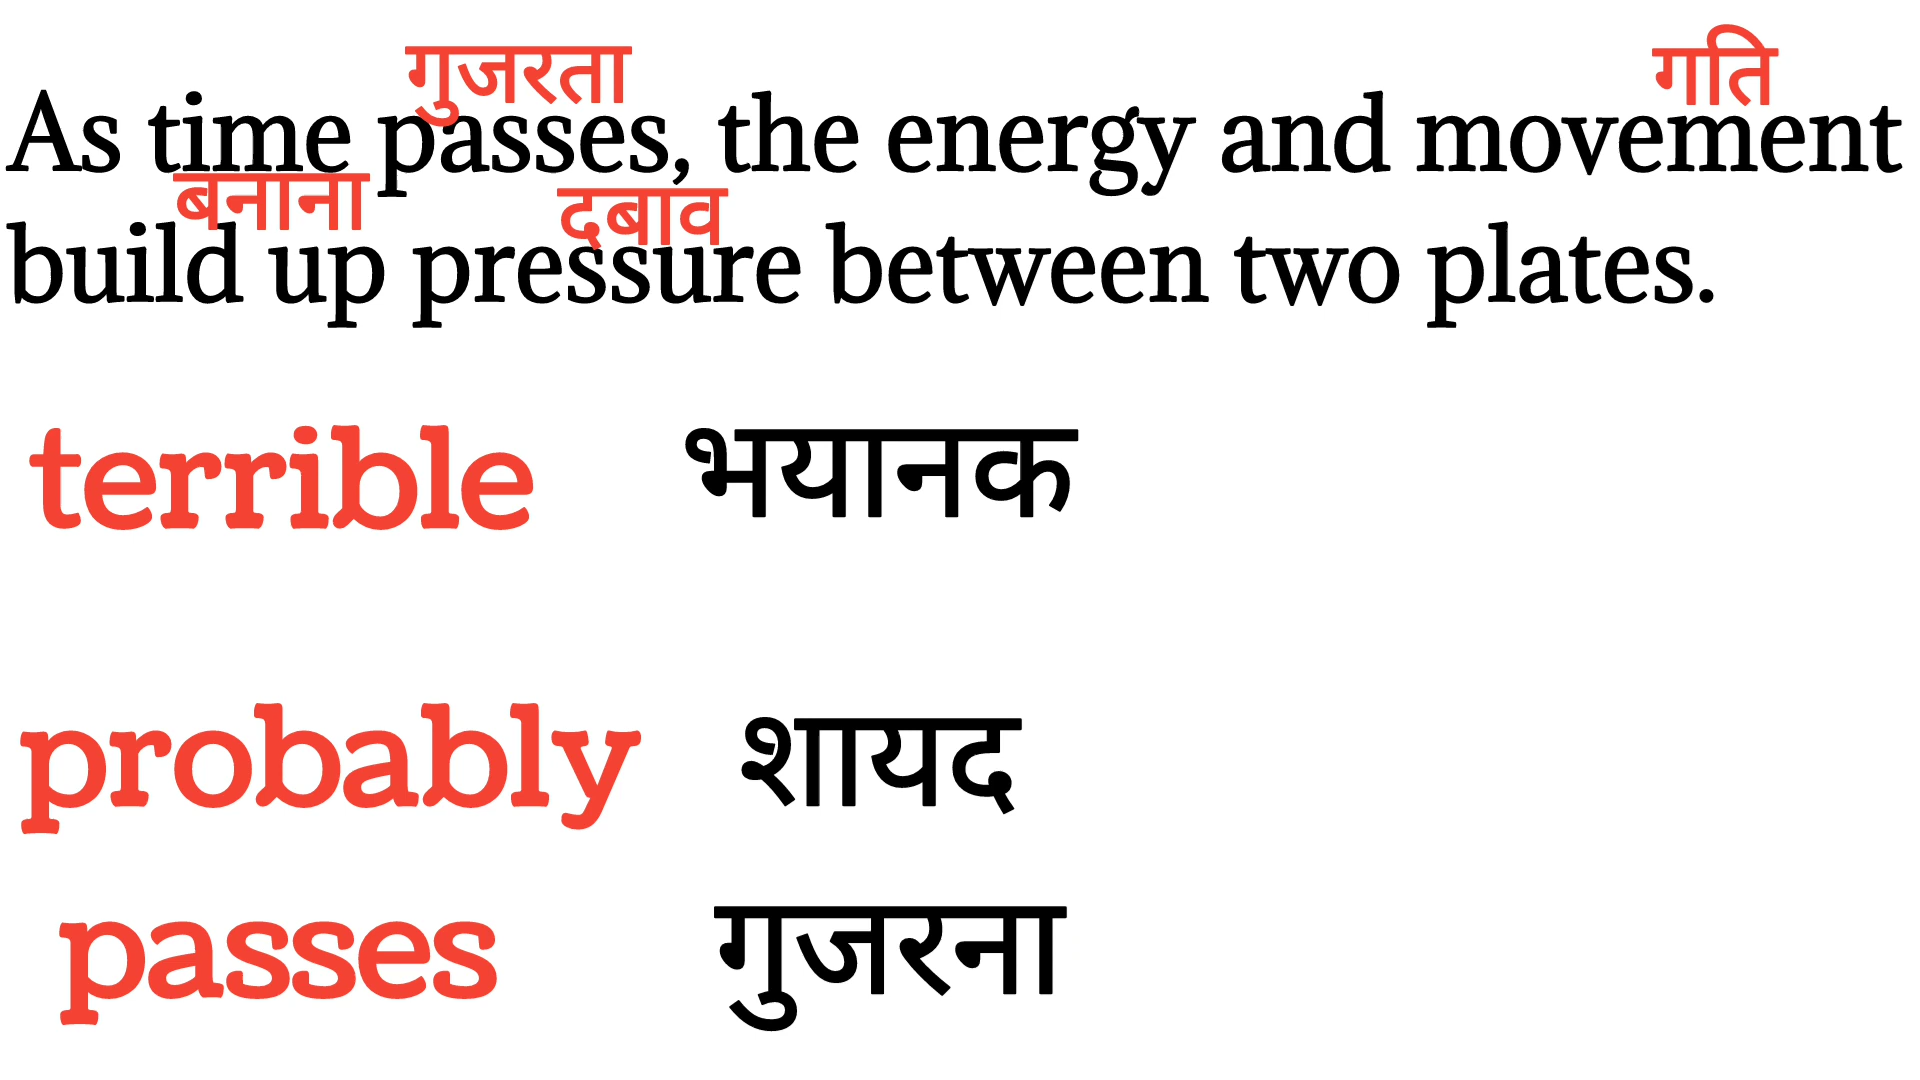 गुजरता गति
As time passes, the energy and movement
बनाना दबाव
build up pressure between two plates.
terrible भयानक
probably शायद
passes गुजरना